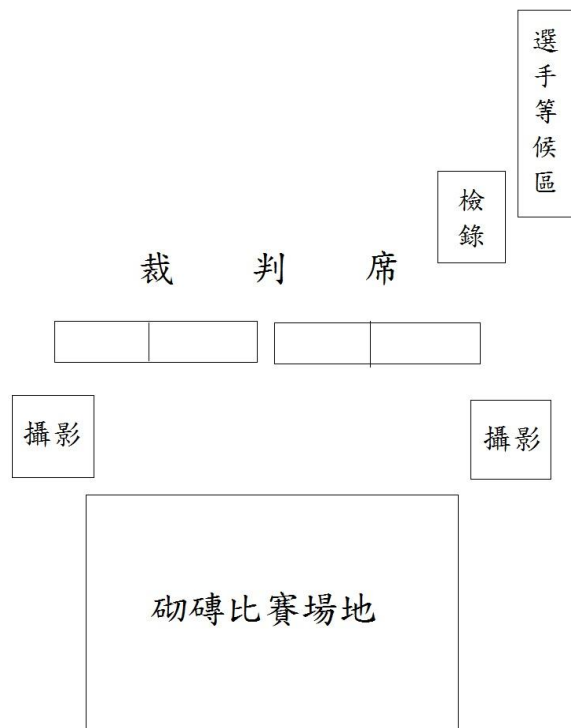 選手等候區
檢錄
裁判席
攝影
攝影
砌磚比賽場地